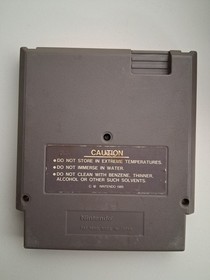 CAUTION
• DO NOT STORE IN EXTREME TEMPERATURES.
• DO NOT IMMERSE IN WATER.
• DO NOT CLEAN WITH BENZENE, THINNER,
ALCOHOL OR OTHER SUCH SOLVENTS.
Nintendo